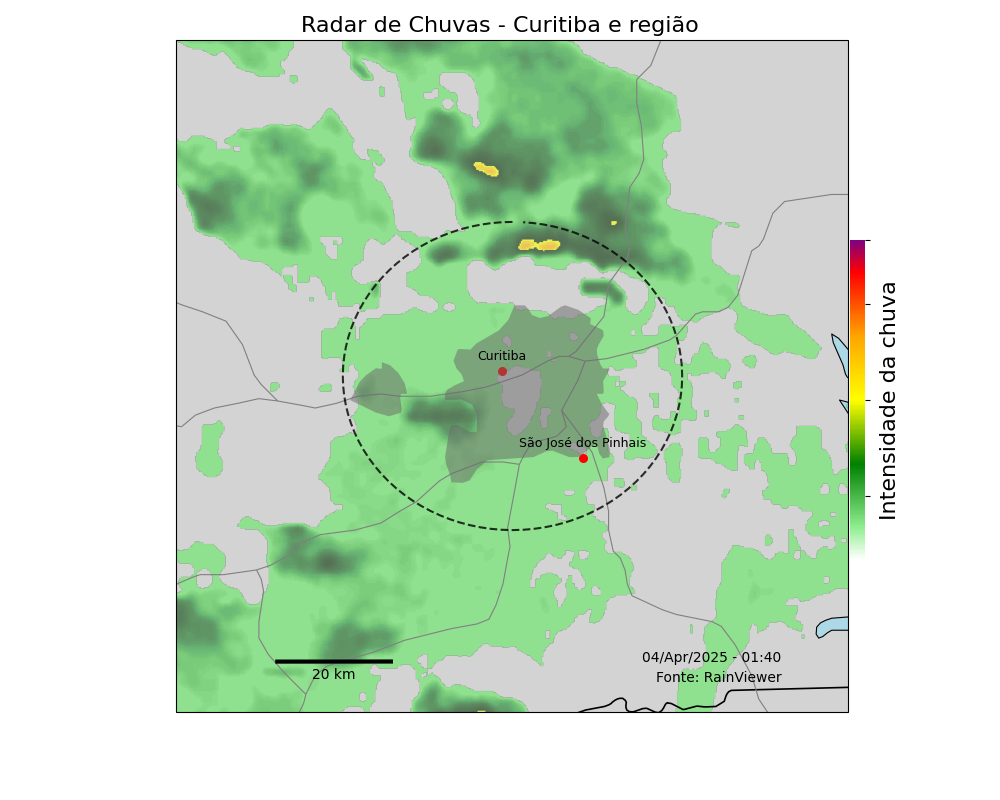 Radar de Chuvas - Curitiba e região
Curitiba
São José dos Pinhais
Intensidade da chuva
04/Apr/2025 - 01:40
Fonte: RainViewer
20 km